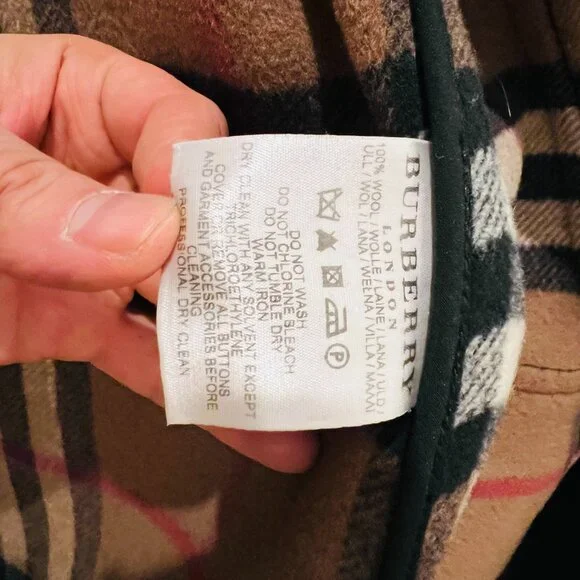 BURBERRY
LONDON
100% WOOL/WOLLE/LAINE/LANA/ULD/
ULL/WOL/LANA/WEŁNA/VILLA/ΜΑΛΛΙ
DO NOT WASH
DO NOT CHLORINE BLEACH
WARM IRON
DO NOT TUMBLE DRY
DRY CLEAN WITH ANY SOLVENT EXCEPT
TRICHLOROETHYLENE
COVER OR REMOVE ALL BUTTONS
AND GARMENT ACCESSORIES BEFORE
CLEANING
PROFESSIONAL DRY CLEAN